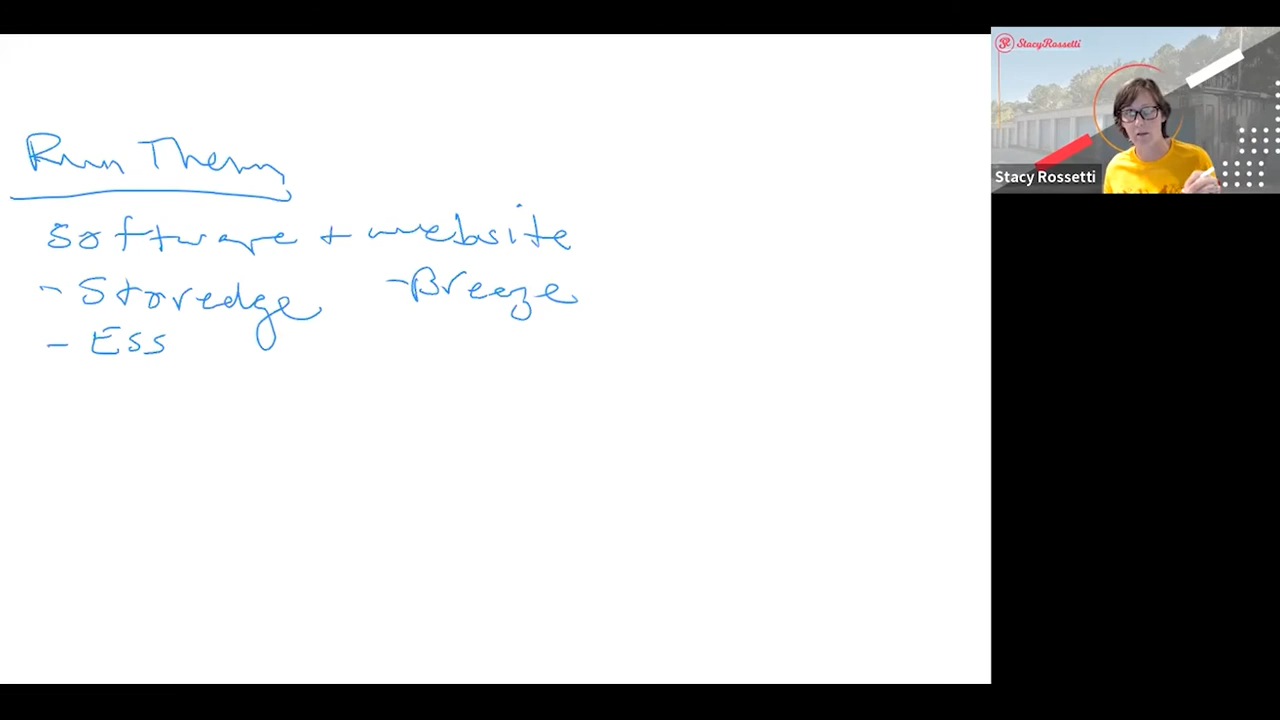 Run Them
software + website
- Storedge - Breeze
- Ess
StacyRossetti
Stacy Rossetti